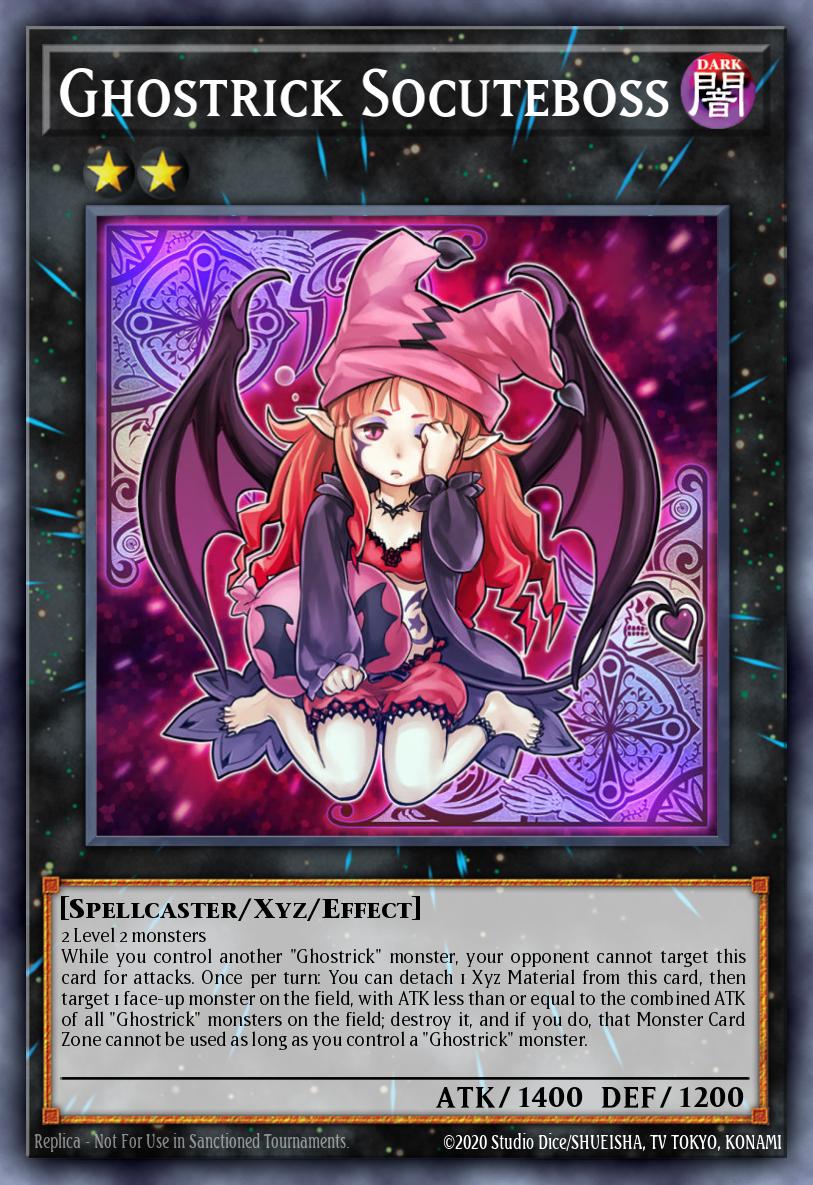 Ghostrick Socuteboss
DARK
闇
[Spellcaster/Xyz/Effect]
2 Level 2 monsters
While you control another "Ghostrick" monster, your opponent cannot target this
card for attacks. Once per turn: You can detach 1 Xyz Material from this card, then
target 1 face-up monster on the field, with ATK less than or equal to the combined ATK
of all "Ghostrick" monsters on the field; destroy it, and if you do, that Monster Card
Zone cannot be used as long as you control a "Ghostrick" monster.
ATK/1400 DEF/1200
Replica - Not For Use in Sanctioned Tournaments.
©2020 Studio Dice/SHUEISHA, TV TOKYO, KONAMI